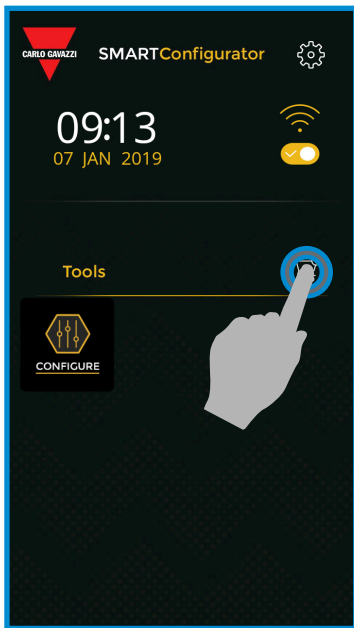 CARLO GAVAZZI
SMARTConfigurator
09:13
07 JAN 2019
Tools
CONFIGURE